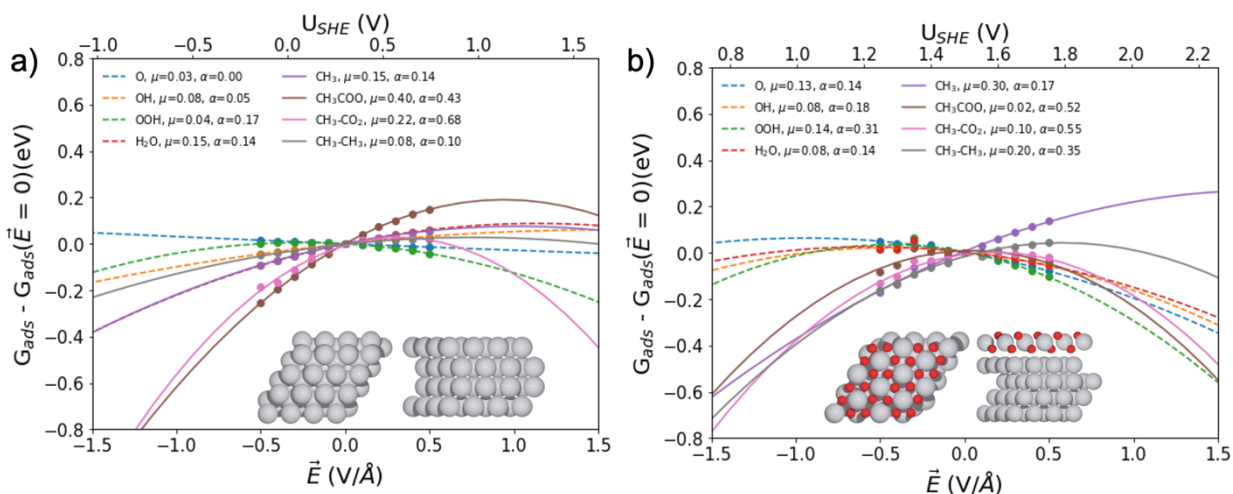 a)
U_SHE (V)
−1.0 −0.5 0.0 0.5 1.0 1.5
G_ads - G_ads(E⃗ = 0)(eV)
0.8
0.6
0.4
0.2
0.0
−0.2
−0.4
−0.6
−0.8
O, μ=0.03, α=0.00
OH, μ=0.08, α=0.05
OOH, μ=0.04, α=0.17
H₂O, μ=0.15, α=0.14
CH₃, μ=0.15, α=0.14
CH₃COO, μ=0.40, α=0.43
CH₃-CO₂, μ=0.22, α=0.68
CH₃-CH₃, μ=0.08, α=0.10
−1.5 −1.0 −0.5 0.0 0.5 1.0 1.5
E⃗ (V/Å)
b)
U_SHE (V)
0.8 1.0 1.2 1.4 1.6 1.8 2.0 2.2
G_ads - G_ads(E⃗ = 0)(eV)
0.8
0.6
0.4
0.2
0.0
−0.2
−0.4
−0.6
−0.8
O, μ=0.13, α=0.14
OH, μ=0.08, α=0.18
OOH, μ=0.14, α=0.31
H₂O, μ=0.08, α=0.14
CH₃, μ=0.30, α=0.17
CH₃COO, μ=0.02, α=0.52
CH₃-CO₂, μ=0.10, α=0.55
CH₃-CH₃, μ=0.20, α=0.35
−1.5 −1.0 −0.5 0.0 0.5 1.0 1.5
E⃗ (V/Å)